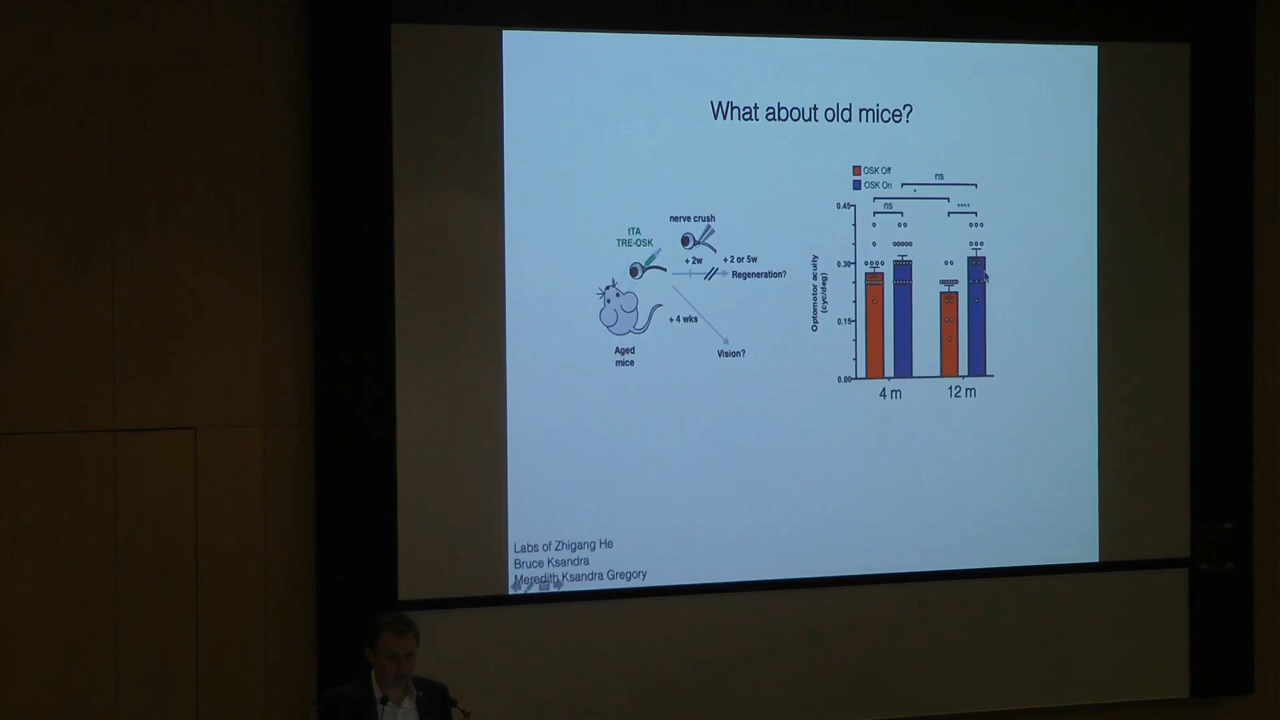 What about old mice?
tTA
TRE-OSK
nerve crush
+ 2w
+ 2 or 5w
Regeneration?
+ 4 wks
Vision?
Aged
mice
OSK Off
OSK On
ns
*
ns
****
0.45
0.30
0.15
0.00
Optomotor acuity
(cyc/deg)
4 m
12 m
Labs of Zhigang He
Bruce Ksandra
Meredith Ksandra Gregory